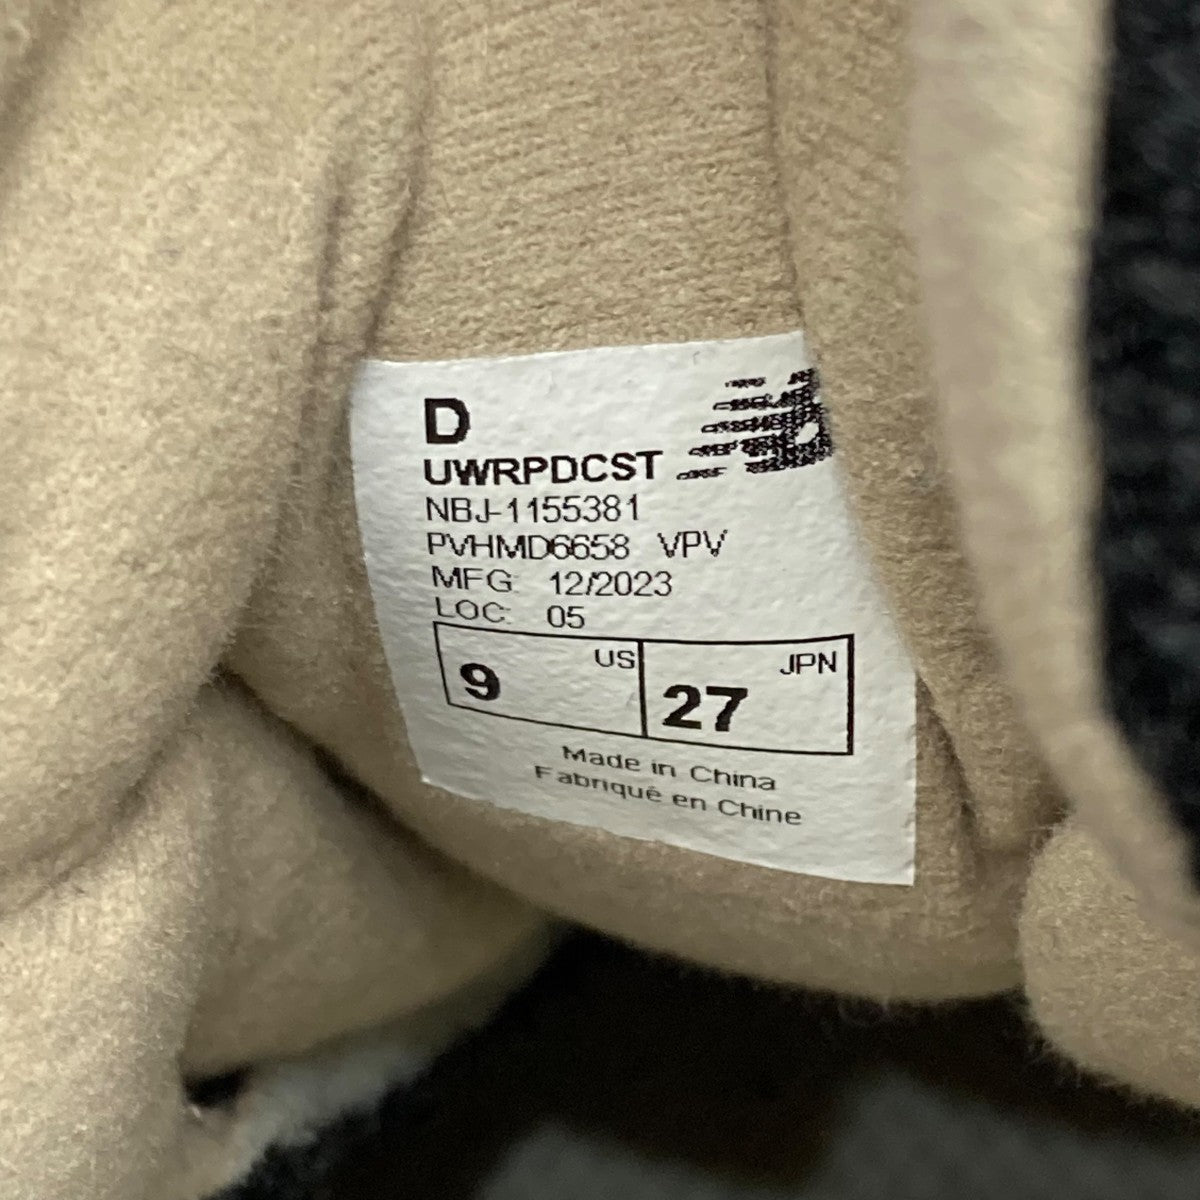 D
UWRPDCST
NBJ-1155381
PVHMD6658 VPV
MFG: 12/2023
LOC: 05
9 US 27 JPN
Made in China
Fabriqué en Chine